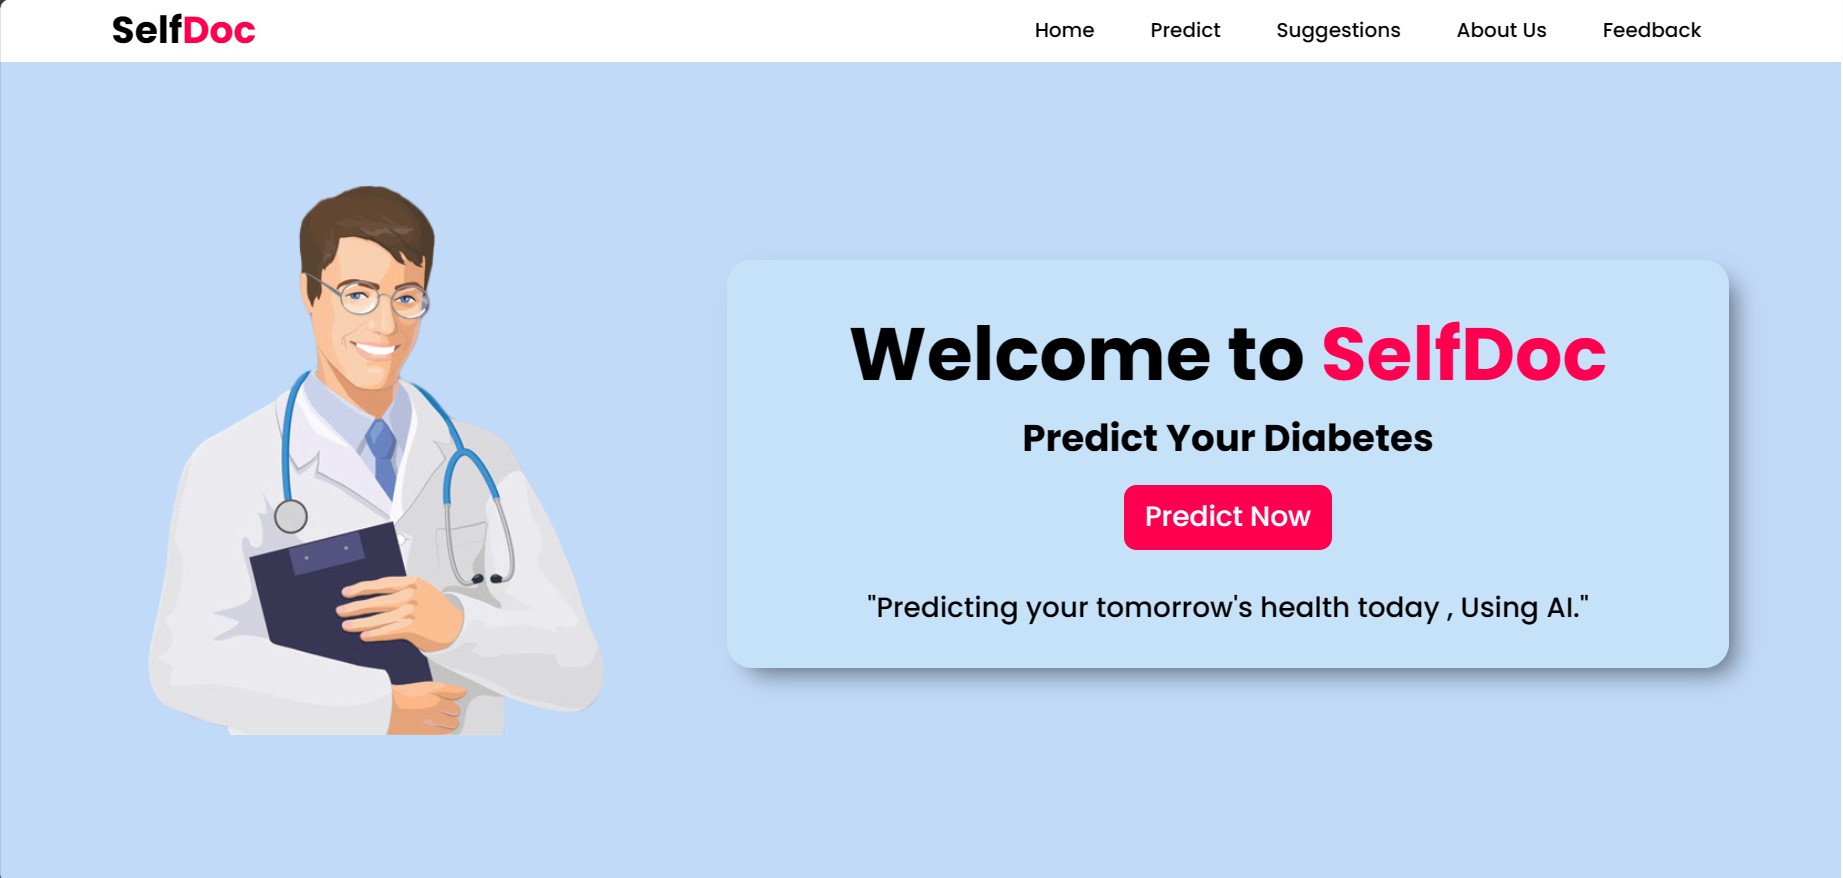 SelfDoc
Home Predict Suggestions About Us Feedback
Welcome to SelfDoc
Predict Your Diabetes
Predict Now
"Predicting your tomorrow's health today , Using AI."